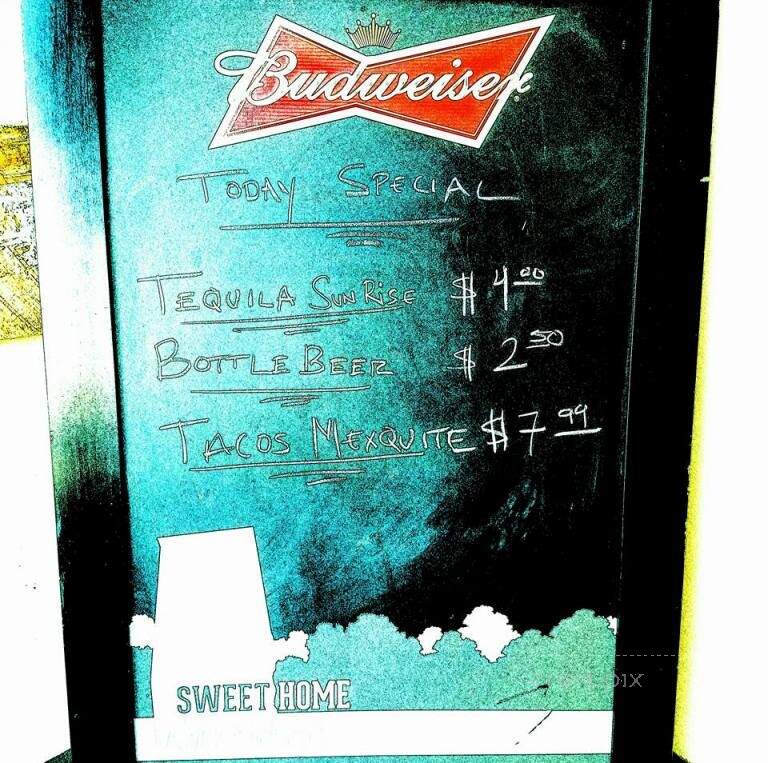 Budweiser
TODAY SPECIAL
TEQUILA SUNRISE $4.00
BOTTLE BEER $2.50
TACOS MEXQUITE $7.99
SWEET HOME